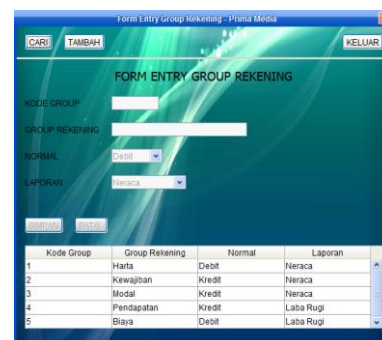 Form Entry Group Rekening - Prima Media
CARI TAMBAH KELUAR
FORM ENTRY GROUP REKENING
KODE GROUP
GROUP REKENING
NORMAL Debit
LAPORAN Neraca
SIMPAN BATAL
Kode Group Group Rekening Normal Laporan
1 Harta Debit Neraca
2 Kewajiban Kredit Neraca
3 Modal Kredit Neraca
4 Pendapatan Kredit Laba Rugi
5 Biaya Debit Laba Rugi